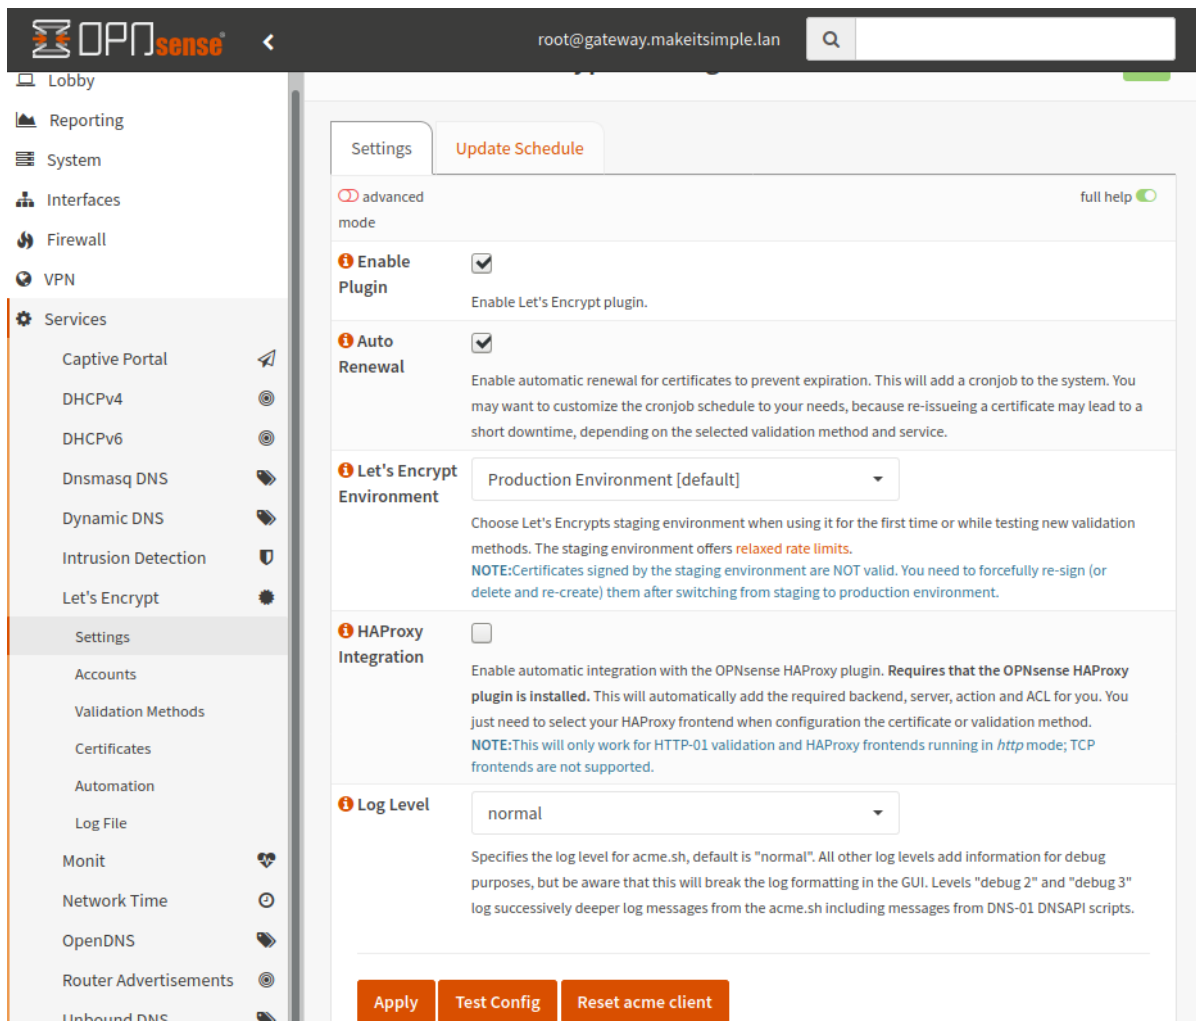 OPNsense
root@gateway.makeitsimple.lan
Lobby
Reporting
System
Interfaces
Firewall
VPN
Services
Captive Portal
DHCPv4
DHCPv6
Dnsmasq DNS
Dynamic DNS
Intrusion Detection
Let's Encrypt
Settings
Accounts
Validation Methods
Certificates
Automation
Log File
Monit
Network Time
OpenDNS
Router Advertisements
Unbound DNS
Settings
Update Schedule
advanced
mode
full help
Enable
Plugin
Enable Let's Encrypt plugin.
Auto
Renewal
Enable automatic renewal for certificates to prevent expiration. This will add a cronjob to the system. You
may want to customize the cronjob schedule to your needs, because re-issueing a certificate may lead to a
short downtime, depending on the selected validation method and service.
Let's Encrypt
Environment
Production Environment [default]
Choose Let's Encrypts staging environment when using it for the first time or while testing new validation
methods. The staging environment offers relaxed rate limits.
NOTE:Certificates signed by the staging environment are NOT valid. You need to forcefully re-sign (or
delete and re-create) them after switching from staging to production environment.
HAProxy
Integration
Enable automatic integration with the OPNsense HAProxy plugin. Requires that the OPNsense HAProxy
plugin is installed. This will automatically add the required backend, server, action and ACL for you. You
just need to select your HAProxy frontend when configuration the certificate or validation method.
NOTE:This will only work for HTTP-01 validation and HAProxy frontends running in http mode; TCP
frontends are not supported.
Log Level
normal
Specifies the log level for acme.sh, default is "normal". All other log levels add information for debug
purposes, but be aware that this will break the log formatting in the GUI. Levels "debug 2" and "debug 3"
log successively deeper log messages from the acme.sh including messages from DNS-01 DNSAPI scripts.
Apply
Test Config
Reset acme client